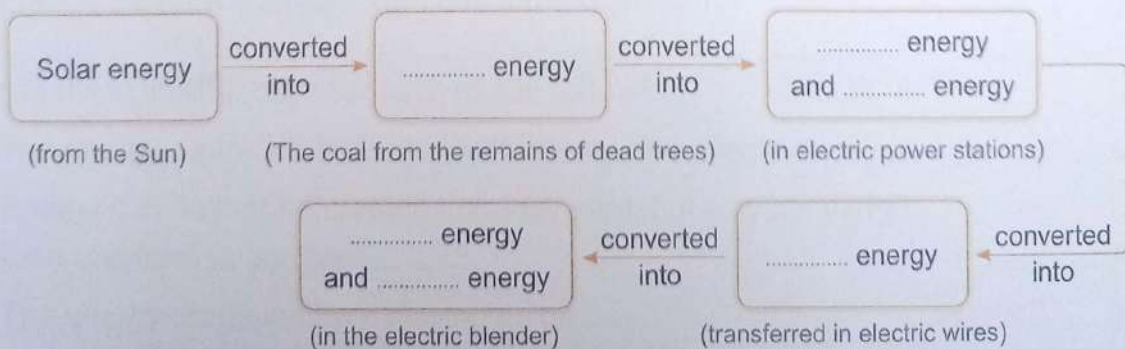 Solar energy
converted
into
............... energy
converted
into
............... energy
and ............... energy
(from the Sun)
(The coal from the remains of dead trees)
(in electric power stations)
converted
into
............... energy
converted
into
............... energy
and ............... energy
(transferred in electric wires)
(in the electric blender)